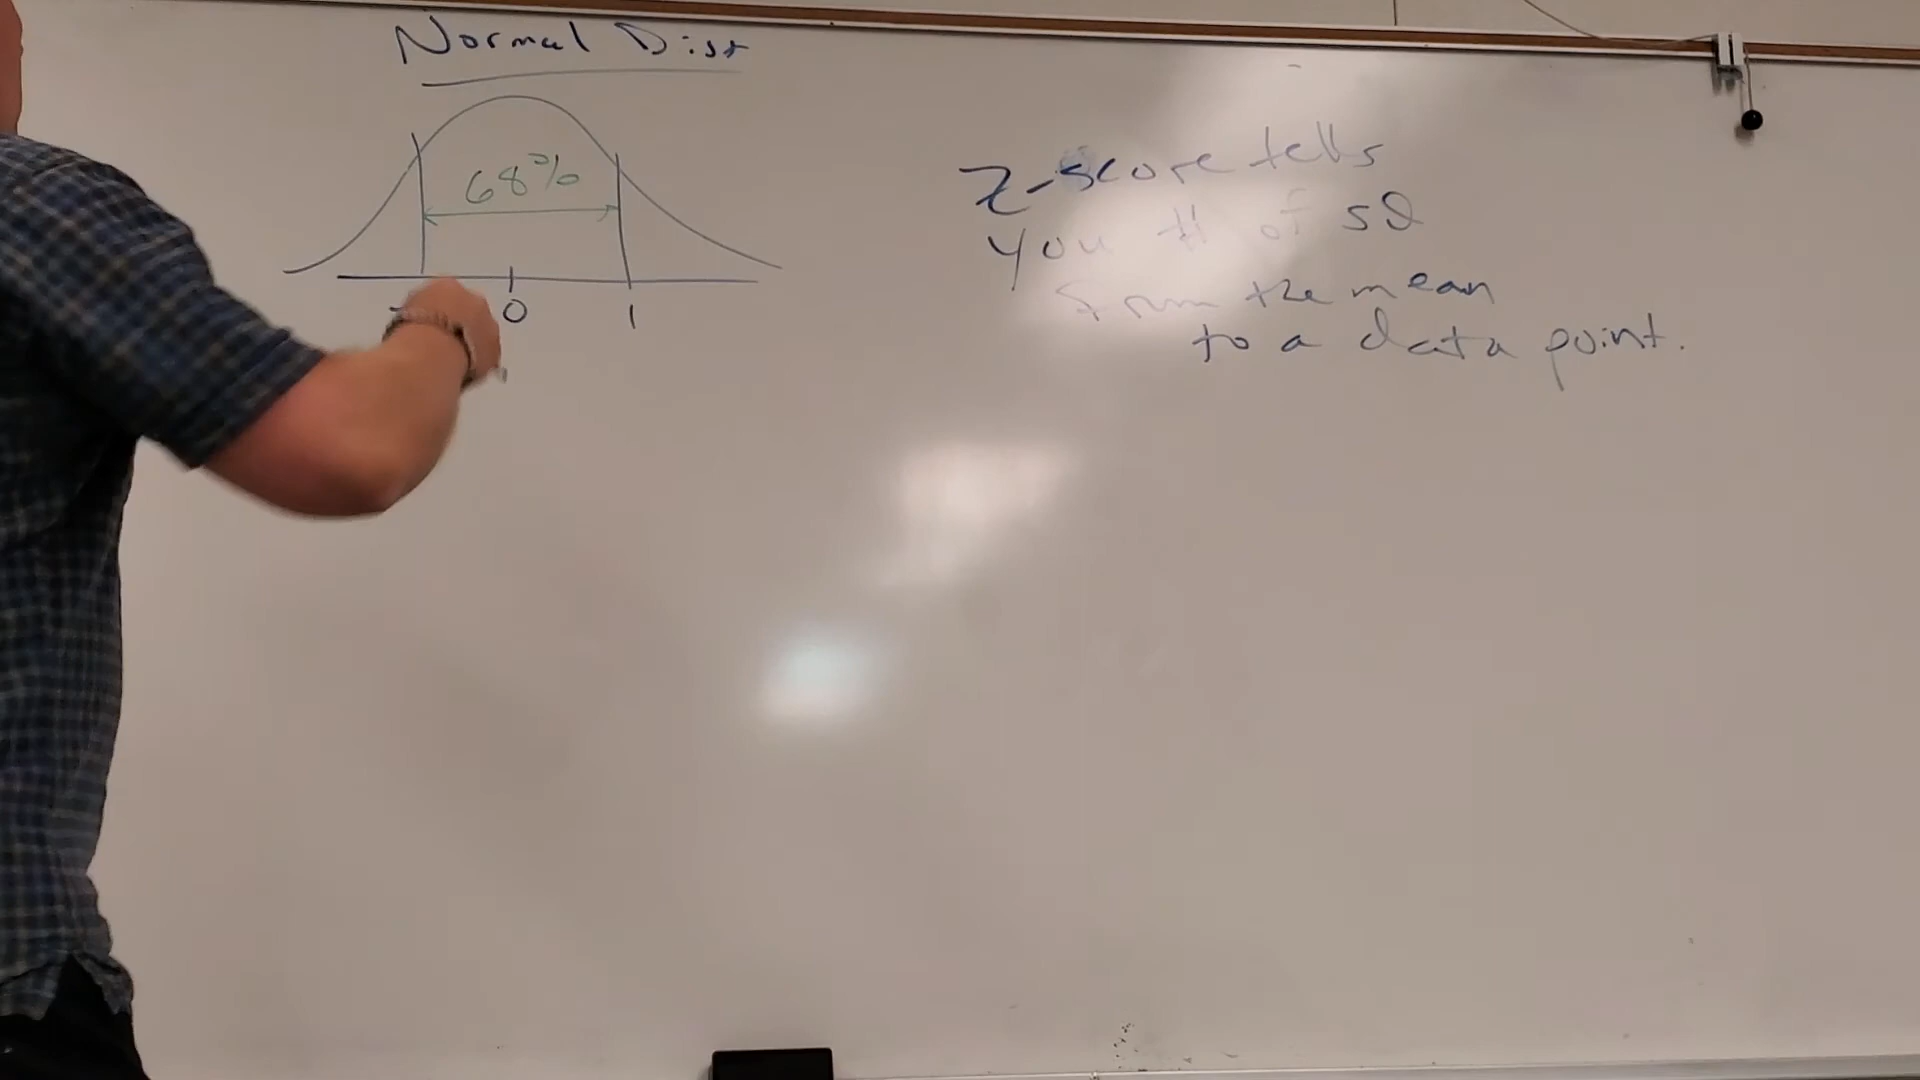 Normal Dist
68%
0 1
Z-score tells
you # of sd
from the mean
to a data point.